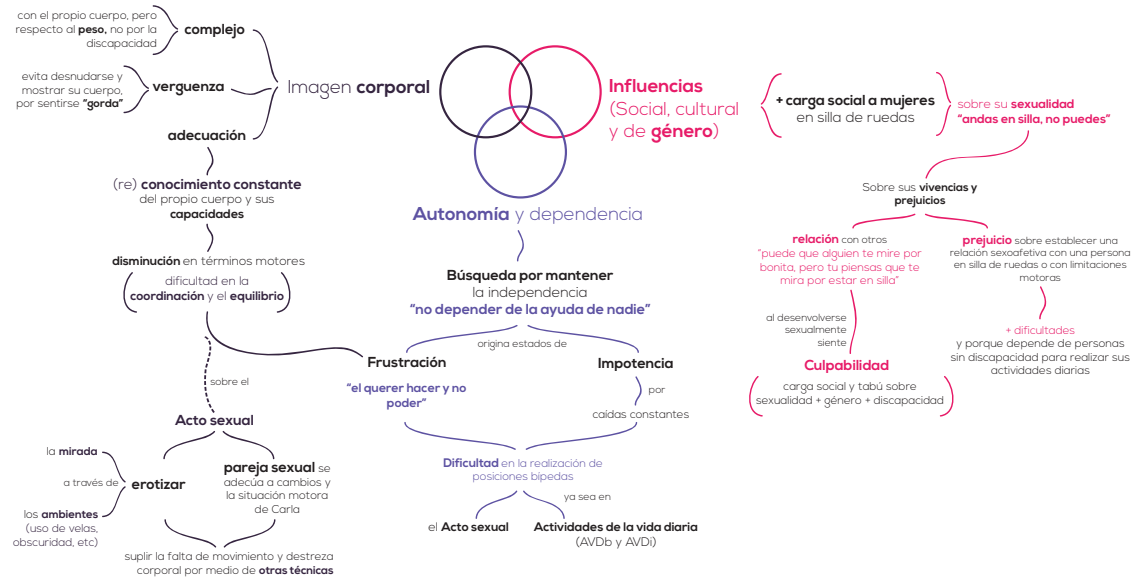 con el propio cuerpo, pero
respecto al peso, no por la
discapacidad
complejo
evita desnudarse y
mostrar su cuerpo,
por sentirse "gorda"
verguenza
Imagen corporal
adecuación
(re) conocimiento constante
del propio cuerpo y sus
capacidades
disminución en términos motores
dificultad en la
coordinación y el equilibrio
sobre el
Acto sexual
la mirada
a través de
erotizar
los ambientes
(uso de velas,
obscuridad, etc)
pareja sexual se
adecúa a cambios y
la situación motora
de Carla
suplir la falta de movimiento y destreza
corporal por medio de otras técnicas
Autonomía y dependencia
Búsqueda por mantener
la independencia
"no depender de la ayuda de nadie"
origina estados de
Frustración
"el querer hacer y no
poder"
Impotencia
por
caídas constantes
Dificultad en la realización de
posiciones bípedas
ya sea en
el Acto sexual
Actividades de la vida diaria
(AVDb y AVDi)
Influencias
(Social, cultural
y de género)
+ carga social a mujeres
en silla de ruedas
sobre su sexualidad
"andas en silla, no puedes"
Sobre sus vivencias y
prejuicios
relación con otros
"puede que alguien te mire por
bonita, pero tu piensas que te
mira por estar en silla"
al desenvolverse
sexualmente
siente
Culpabilidad
carga social y tabú sobre
sexualidad + género + discapacidad
prejuicio sobre establecer una
relación sexoafetiva con una persona
en silla de ruedas o con limitaciones
motoras
+ dificultades
y porque depende de personas
sin discapacidad para realizar sus
actividades diarias